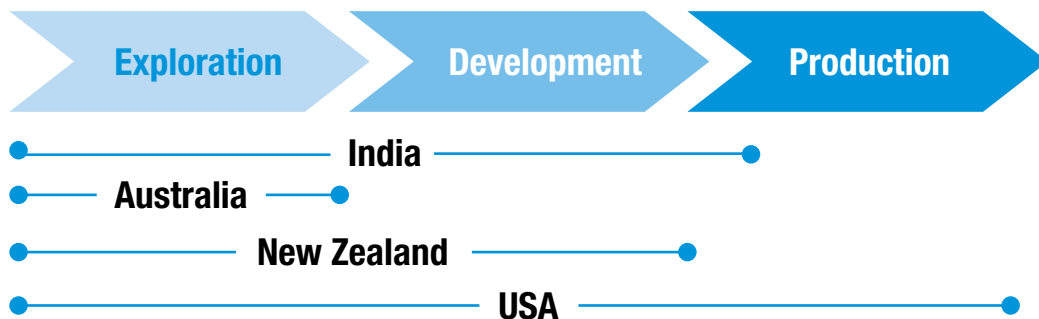 Exploration Development Production
India
Australia
New Zealand
USA